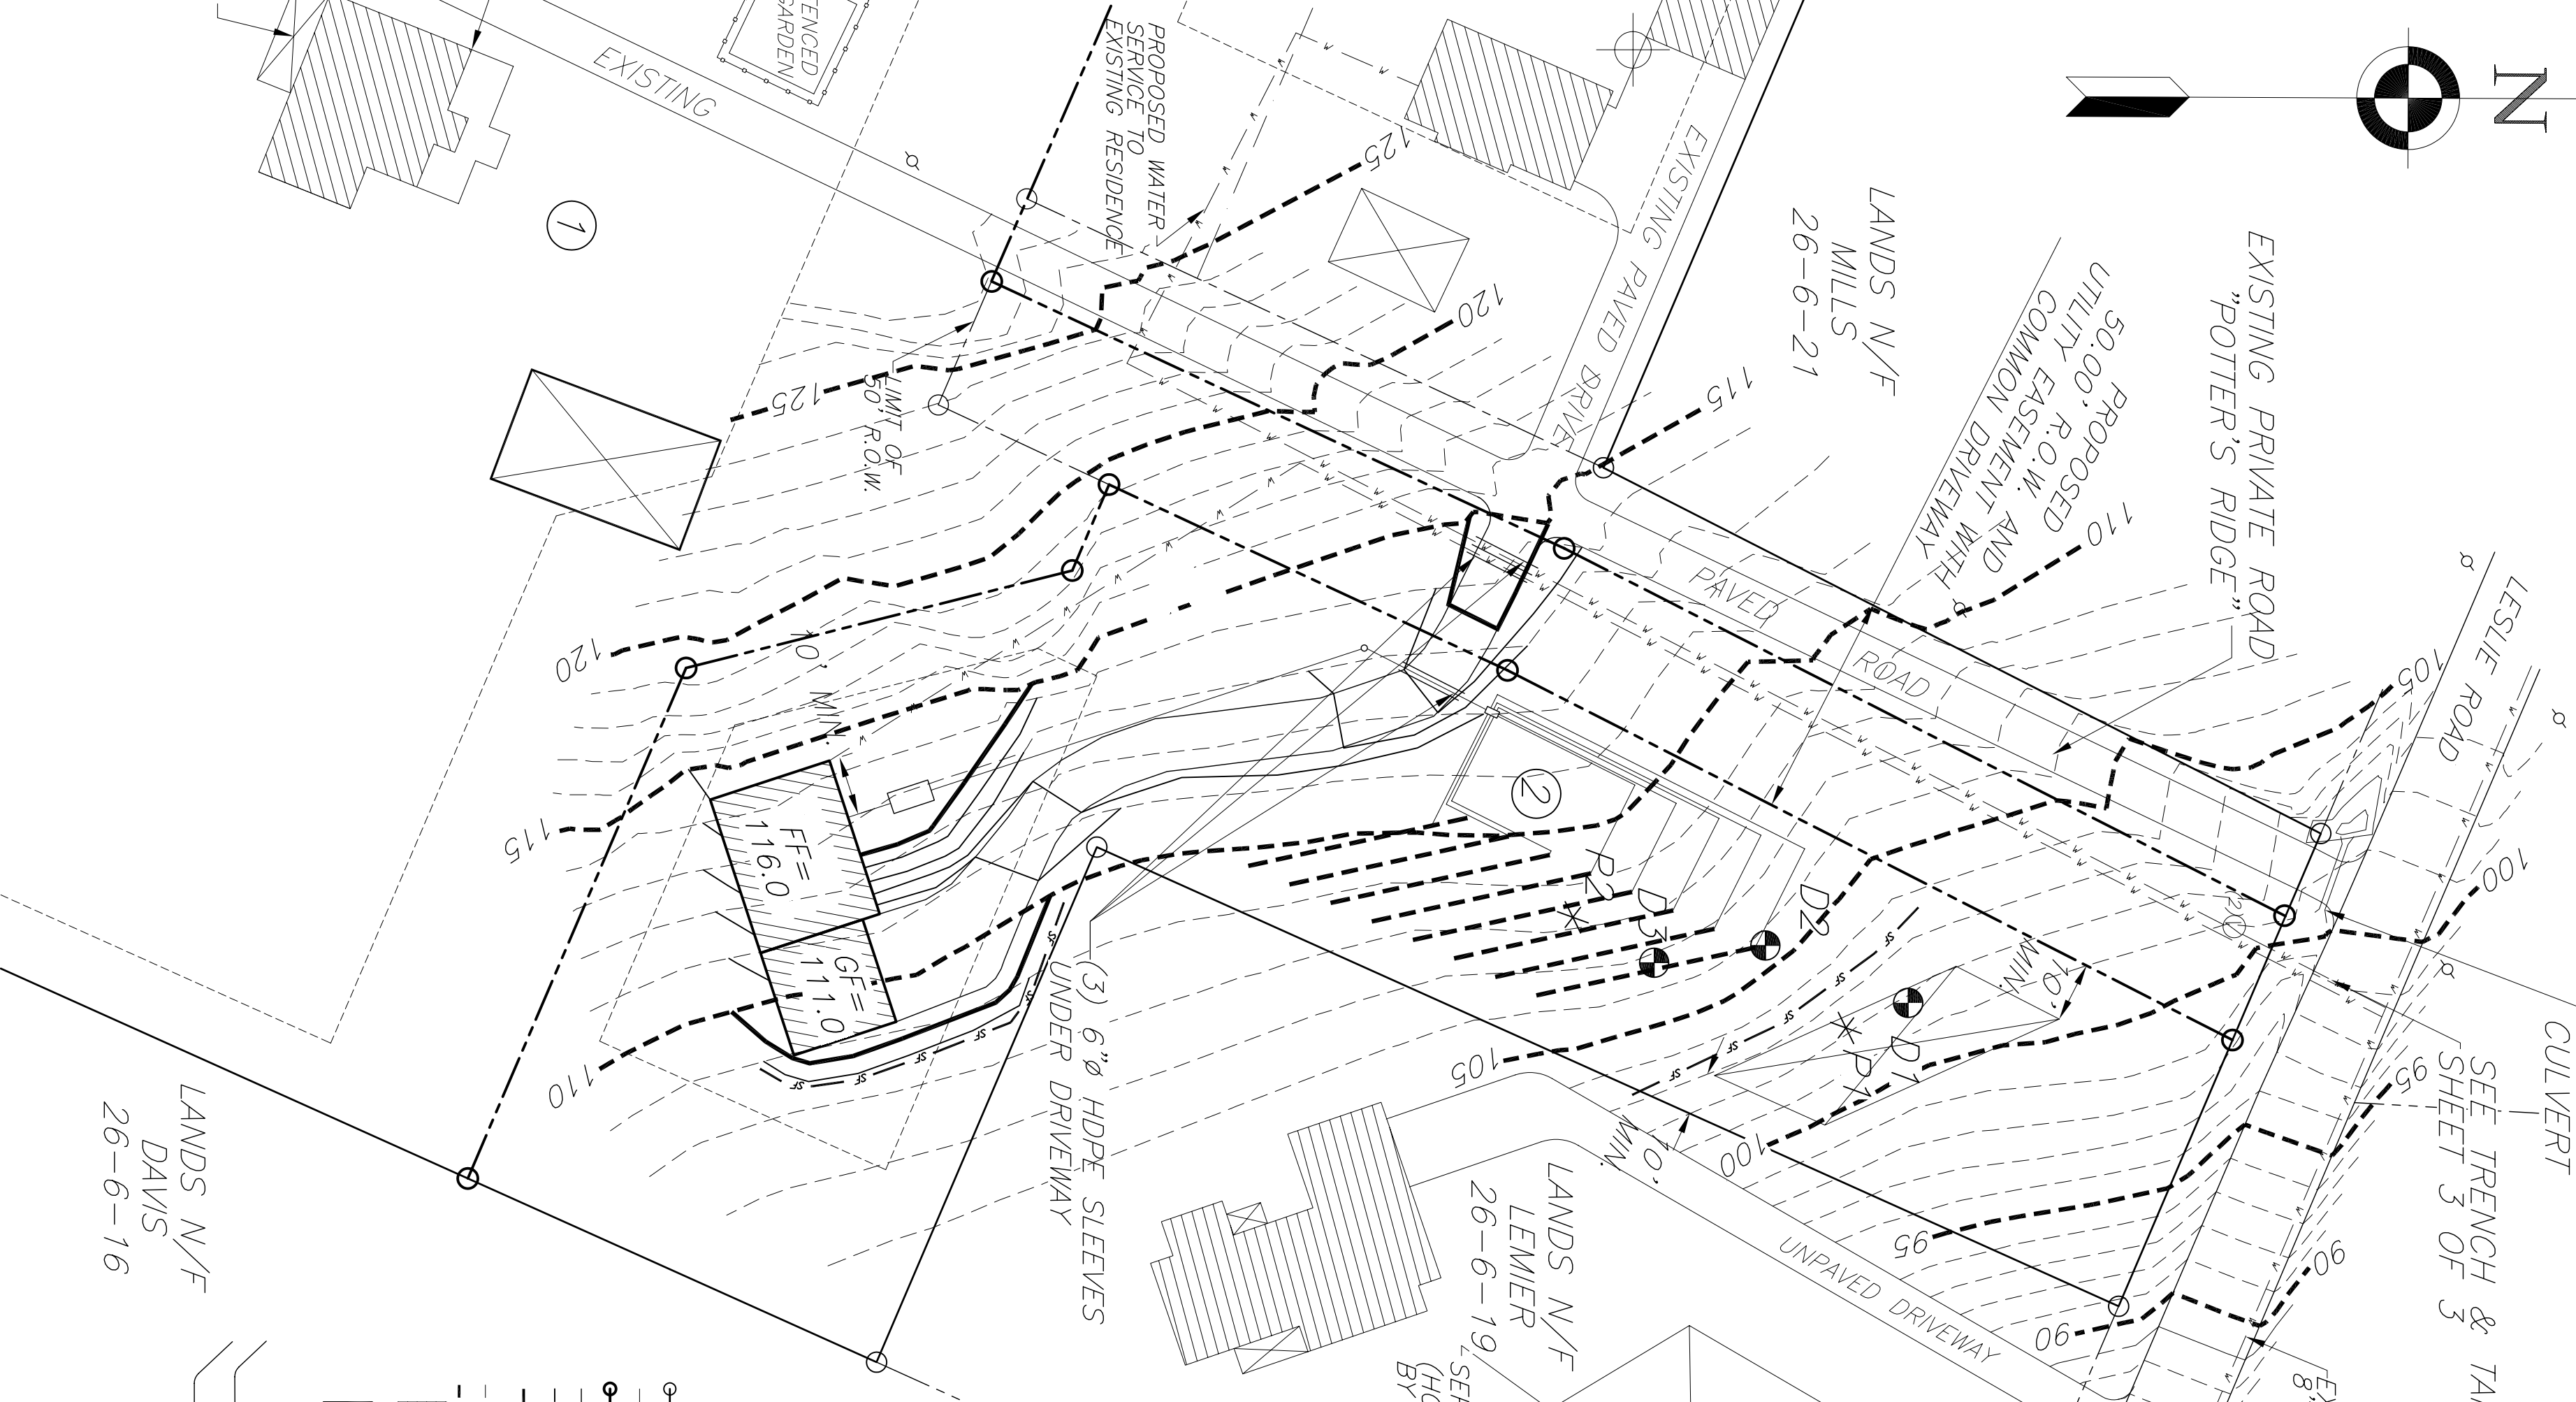 N
EXISTING PRIVATE ROAD
"POTTER'S RIDGE"
PROPOSED
50.00' R.O.W. AND
UTILITY EASEMENT WITH
COMMON DRIVEWAY
LANDS N/F
MILLS
26-6-21
EXISTING PAVED DRIVE
PROPOSED WATER
SERVICE TO
EXISTING RESIDENCE
EXISTING
PAVED
ROAD
LESLIE ROAD
125
120
115
110
105
100
95
90
125
120
115
110
105
100
95
90
1
LIMIT OF
50' R.O.W.
10'
MIN.
FF=
116.0
GF=
111.0
2
P2
D3
D2
D1
P1
10'
MIN.
10'
MIN.
(3) 6"ø HDPE SLEEVES
UNDER DRIVEWAY
CULVERT
SEE TRENCH &
SHEET 3 OF 3
LANDS N/F
LEMIER
26-6-19
UNPAVED DRIVEWAY
LANDS N/F
DAVIS
26-6-16
BY
W
SF